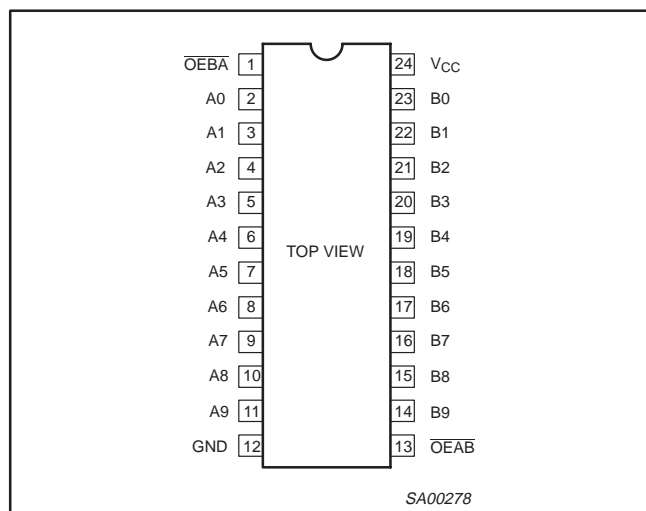 OEBA 1 24 VCC
A0 2 23 B0
A1 3 22 B1
A2 4 21 B2
A3 5 20 B3
A4 6 19 B4
TOP VIEW
A5 7 18 B5
A6 8 17 B6
A7 9 16 B7
A8 10 15 B8
A9 11 14 B9
GND 12 13 OEAB
SA00278